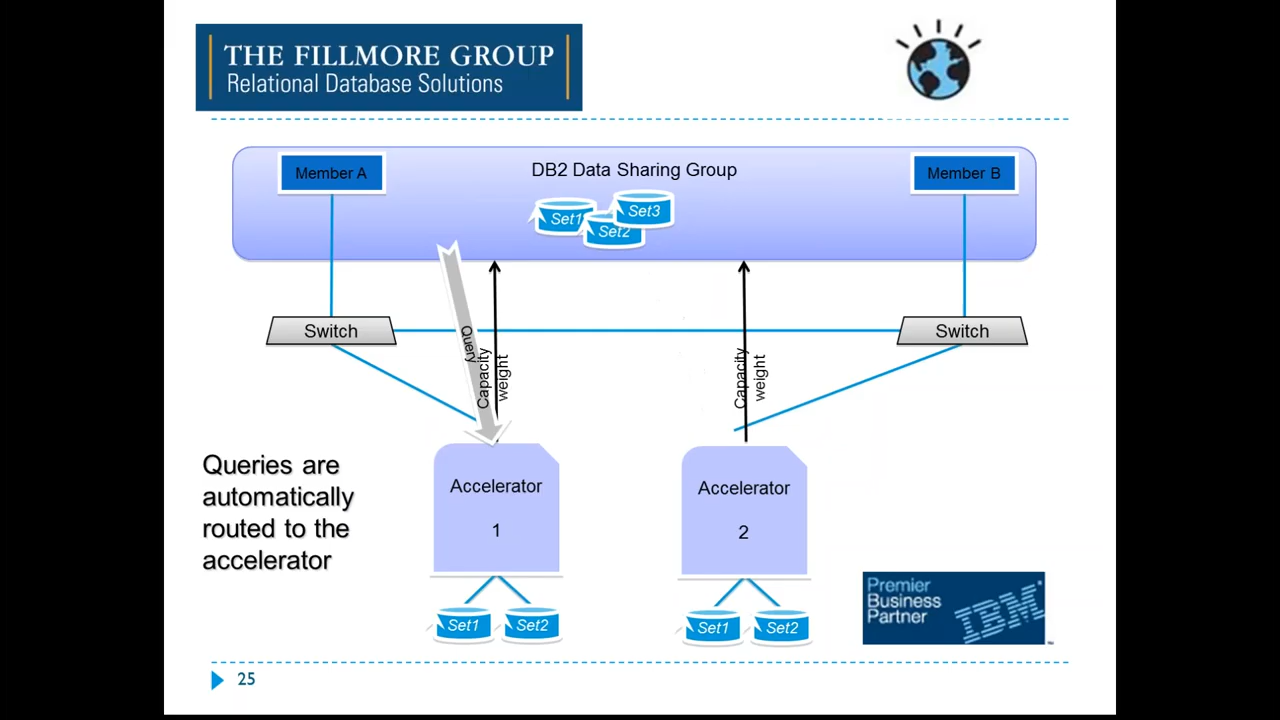 THE FILLMORE GROUP
Relational Database Solutions
Member A
DB2 Data Sharing Group
Member B
Set1
Set2
Set3
Switch
Switch
Query
Capacity
weight
Capacity
weight
Queries are
automatically
routed to the
accelerator
Accelerator
1
Accelerator
2
Set1
Set2
Set1
Set2
Premier
Business
Partner
IBM
25